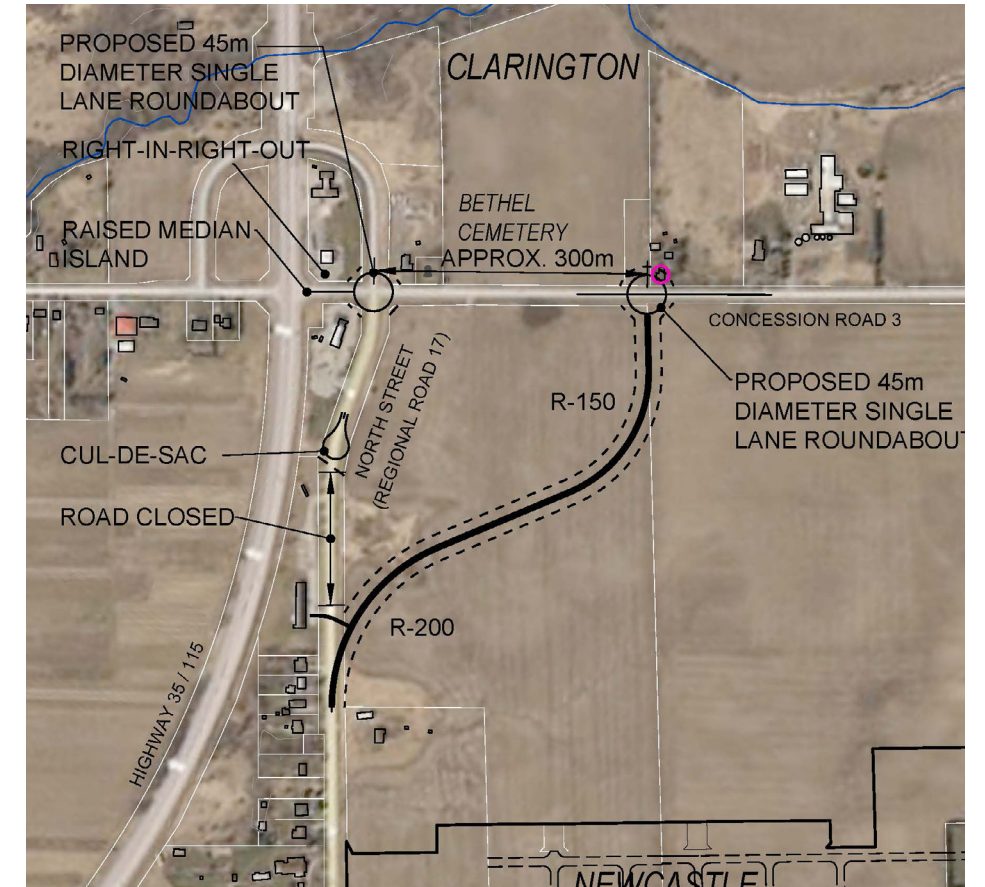 PROPOSED 45m
DIAMETER SINGLE
LANE ROUNDABOUT
CLARINGTON
RIGHT-IN-RIGHT-OUT
BETHEL
CEMETERY
RAISED MEDIAN
ISLAND
APPROX. 300m
CONCESSION ROAD 3
PROPOSED 45m
DIAMETER SINGLE
LANE ROUNDABOUT
R-150
NORTH STREET
(REGIONAL ROAD 17)
CUL-DE-SAC
ROAD CLOSED
R-200
HIGHWAY 35 / 115
NEWCASTLE